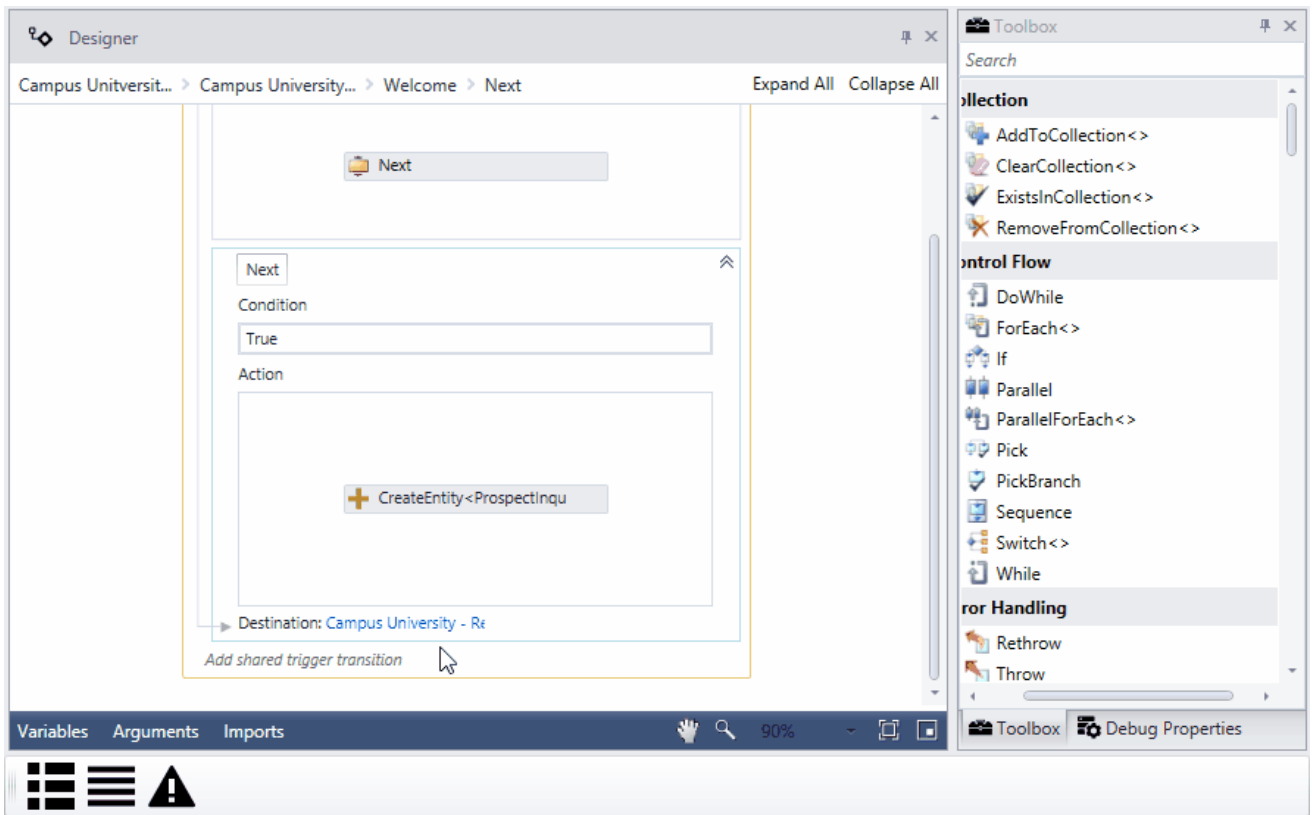 Designer
Campus Unitversit... > Campus University... > Welcome > Next
Expand All Collapse All
Next
Next
Condition
True
Action
CreateEntity<ProspectInqu
Destination: Campus University - Re
Add shared trigger transition
Variables Arguments Imports
90%
Toolbox
Search
ollection
AddToCollection<>
ClearCollection<>
ExistsInCollection<>
RemoveFromCollection<>
ontrol Flow
DoWhile
ForEach<>
If
Parallel
ParallelForEach<>
Pick
PickBranch
Sequence
Switch<>
While
ror Handling
Rethrow
Throw
Toolbox Debug Properties